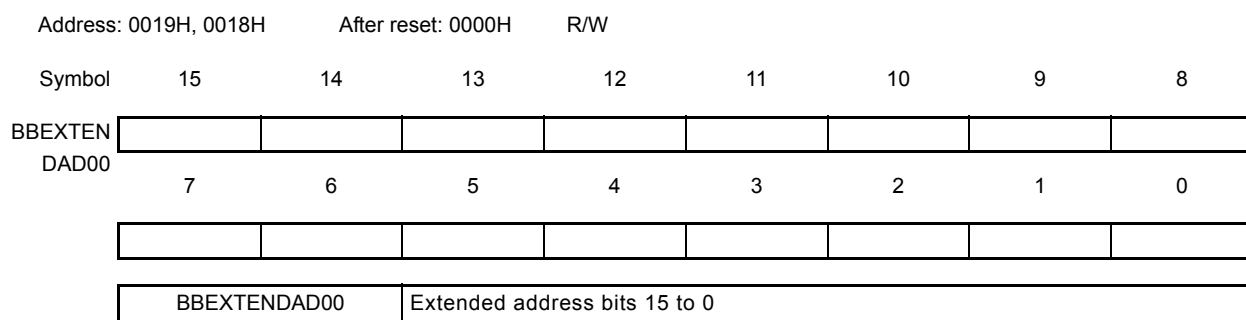 Address: 0019H, 0018H After reset: 0000H R/W
Symbol 15 14 13 12 11 10 9 8
BBEXTEN
DAD00
7 6 5 4 3 2 1 0
BBEXTENDAD00 Extended address bits 15 to 0